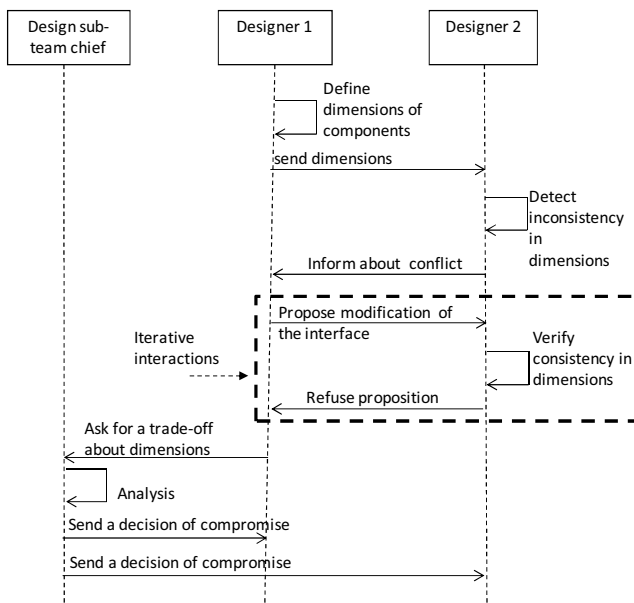 Design sub-
team chief
Designer 1
Designer 2
Define
dimensions of
components
send dimensions
Detect
inconsistency
in
dimensions
Inform about conflict
Propose modification of
the interface
Iterative
interactions
Verify
consistency in
dimensions
Refuse proposition
Ask for a trade-off
about dimensions
Analysis
Send a decision of compromise
Send a decision of compromise